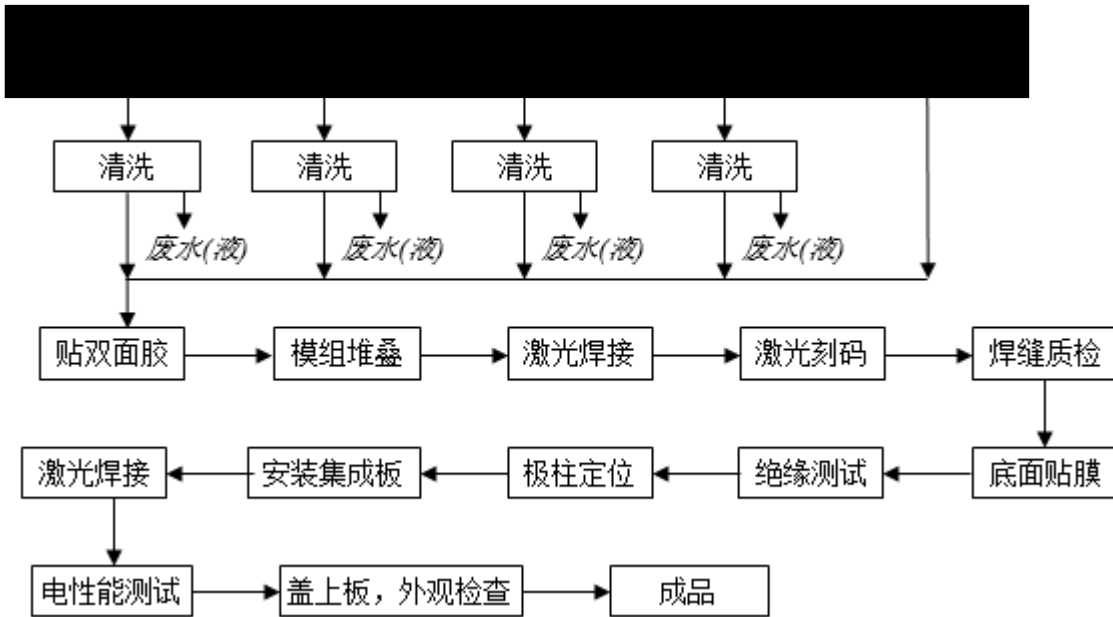 清洗
清洗
清洗
清洗
废水(液)
废水(液)
废水(液)
废水(液)
贴双面胶
模组堆叠
激光焊接
激光刻码
焊缝质检
激光焊接
安装集成板
极柱定位
绝缘测试
底面贴膜
电性能测试
盖上板，外观检查
成品